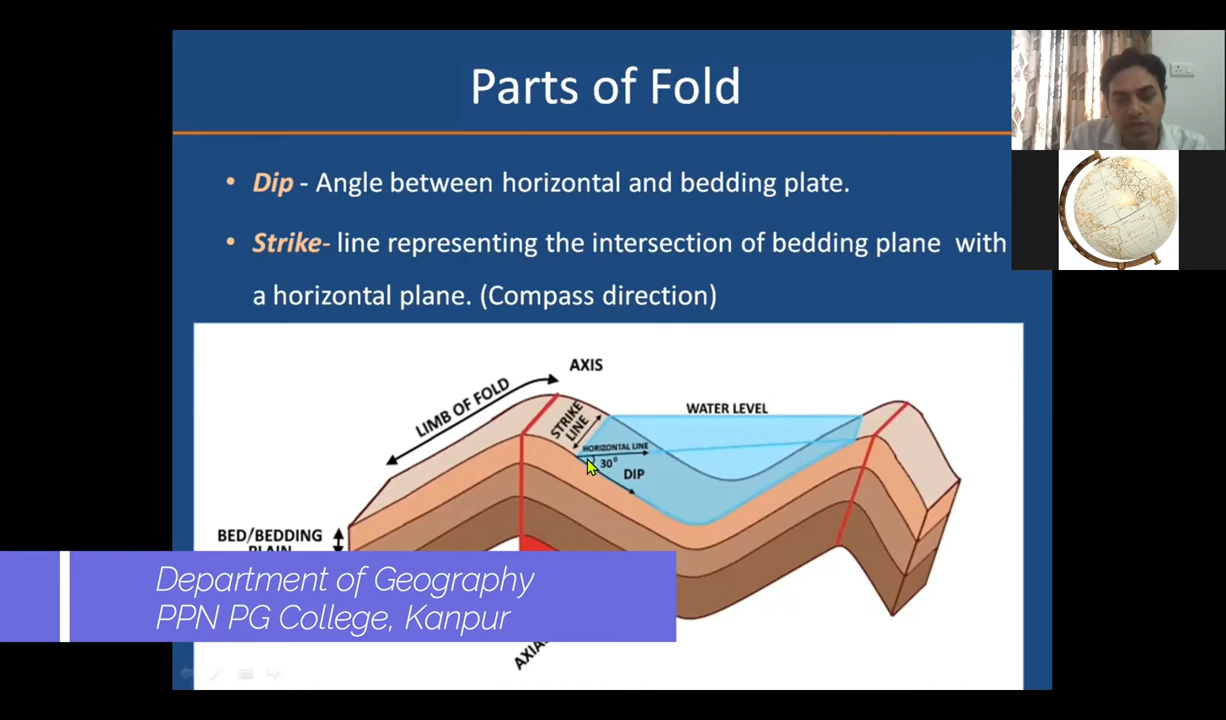 Parts of Fold
• Dip - Angle between horizontal and bedding plate.
• Strike- line representing the intersection of bedding plane with
a horizontal plane. (Compass direction)
AXIS
LIMB OF FOLD
STRIKE
LINE
WATER LEVEL
HORIZONTAL LINE
30°
DIP
BED/BEDDING
PLAIN
Department of Geography
PPN PG College, Kanpur